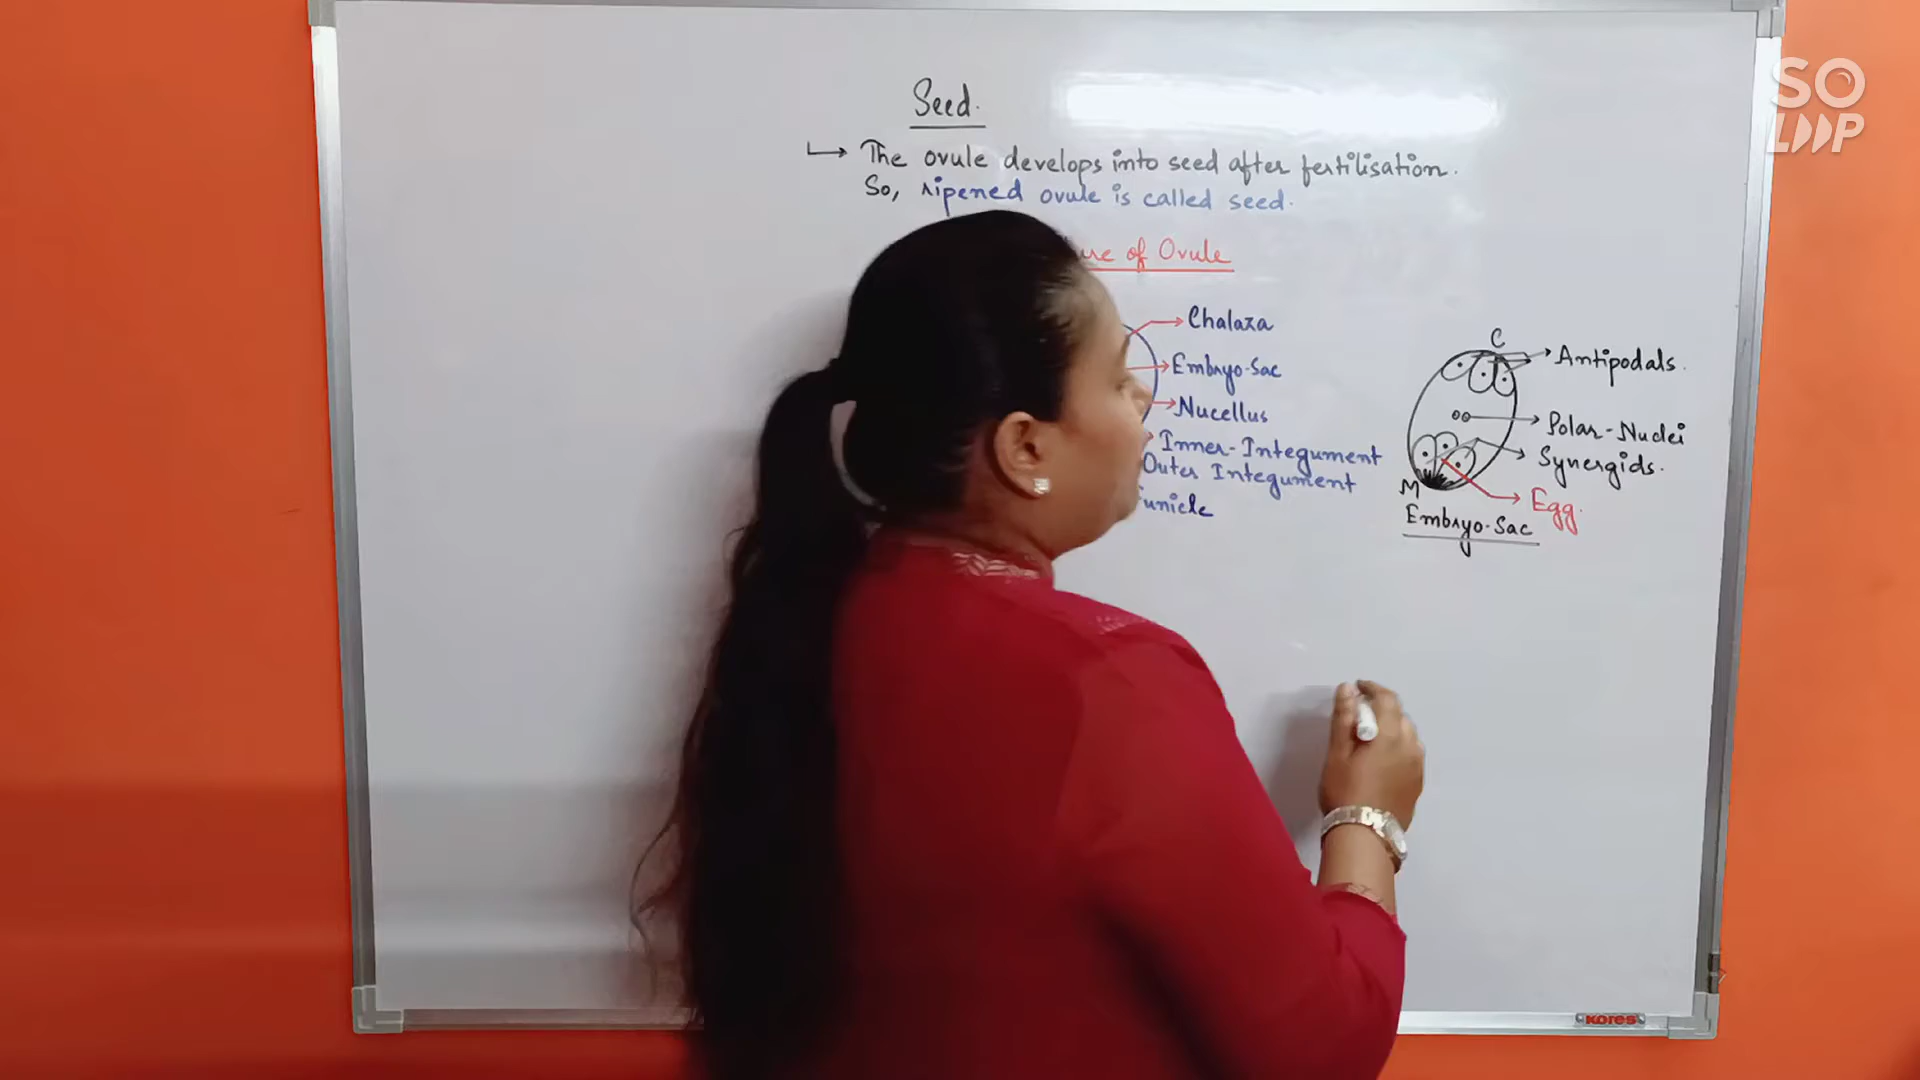 Seed.
The ovule develops into seed after fertilisation.
So, ripened ovule is called seed.
of Ovule
Chalaza
Embryo-Sac
Nucellus
Inner-Integument
Outer Integument
unicle
C
Antipodals.
Polar-Nuclei
Synergids.
Egg.
M
Embryo-Sac
SO
LOOP
KORES